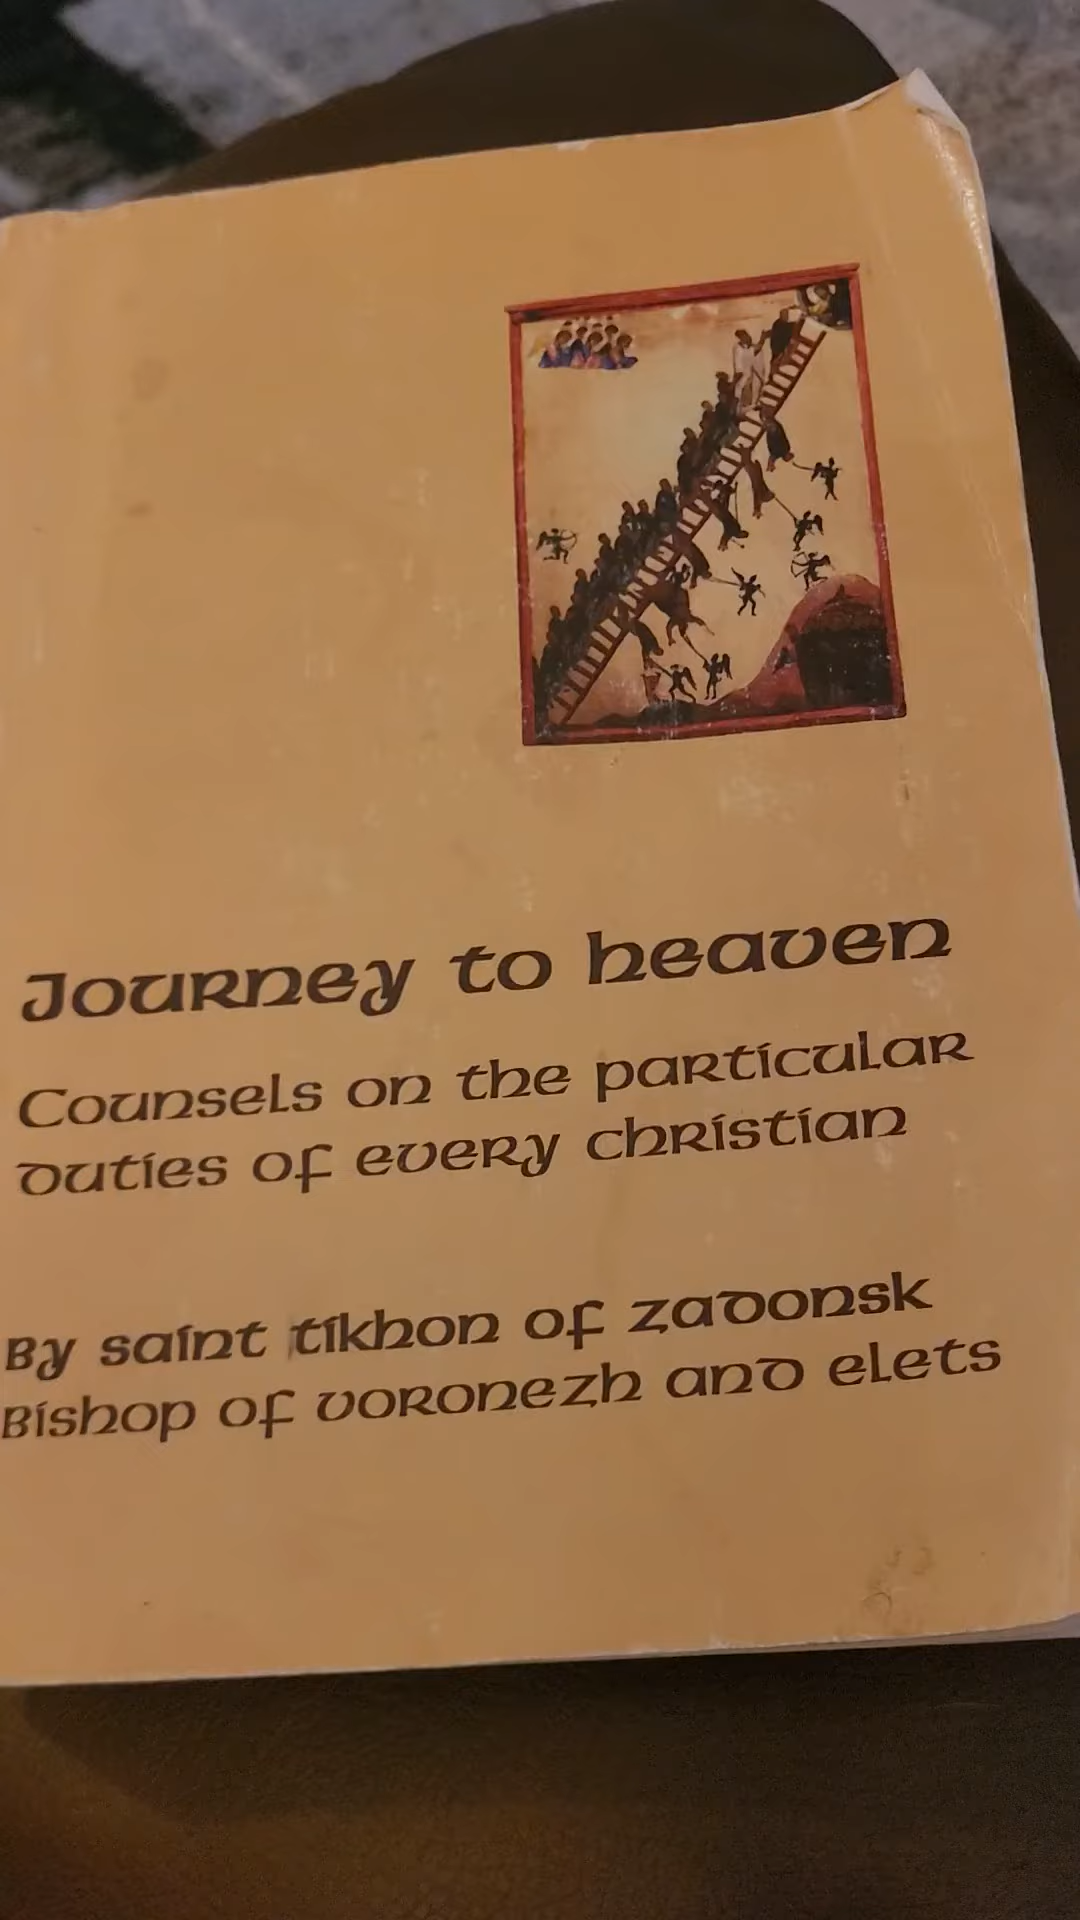 Journey to heaven
Counsels on the particular
duties of every christian
By saint tikhon of zadonsk
Bishop of voronezh and elets